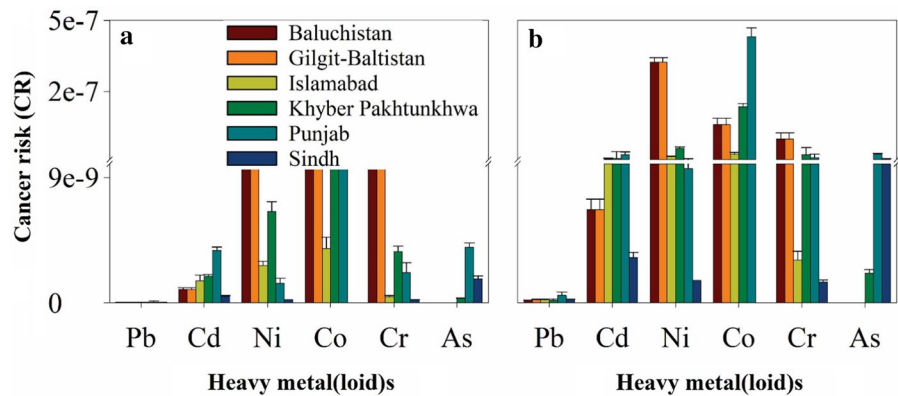 5e-7
a
b
Baluchistan
Gilgit-Baltistan
Islamabad
Khyber Pakhtunkhwa
Punjab
Sindh
2e-7
9e-9
0
Cancer risk (CR)
Pb Cd Ni Co Cr As
Pb Cd Ni Co Cr As
Heavy metal(loid)s
Heavy metal(loid)s